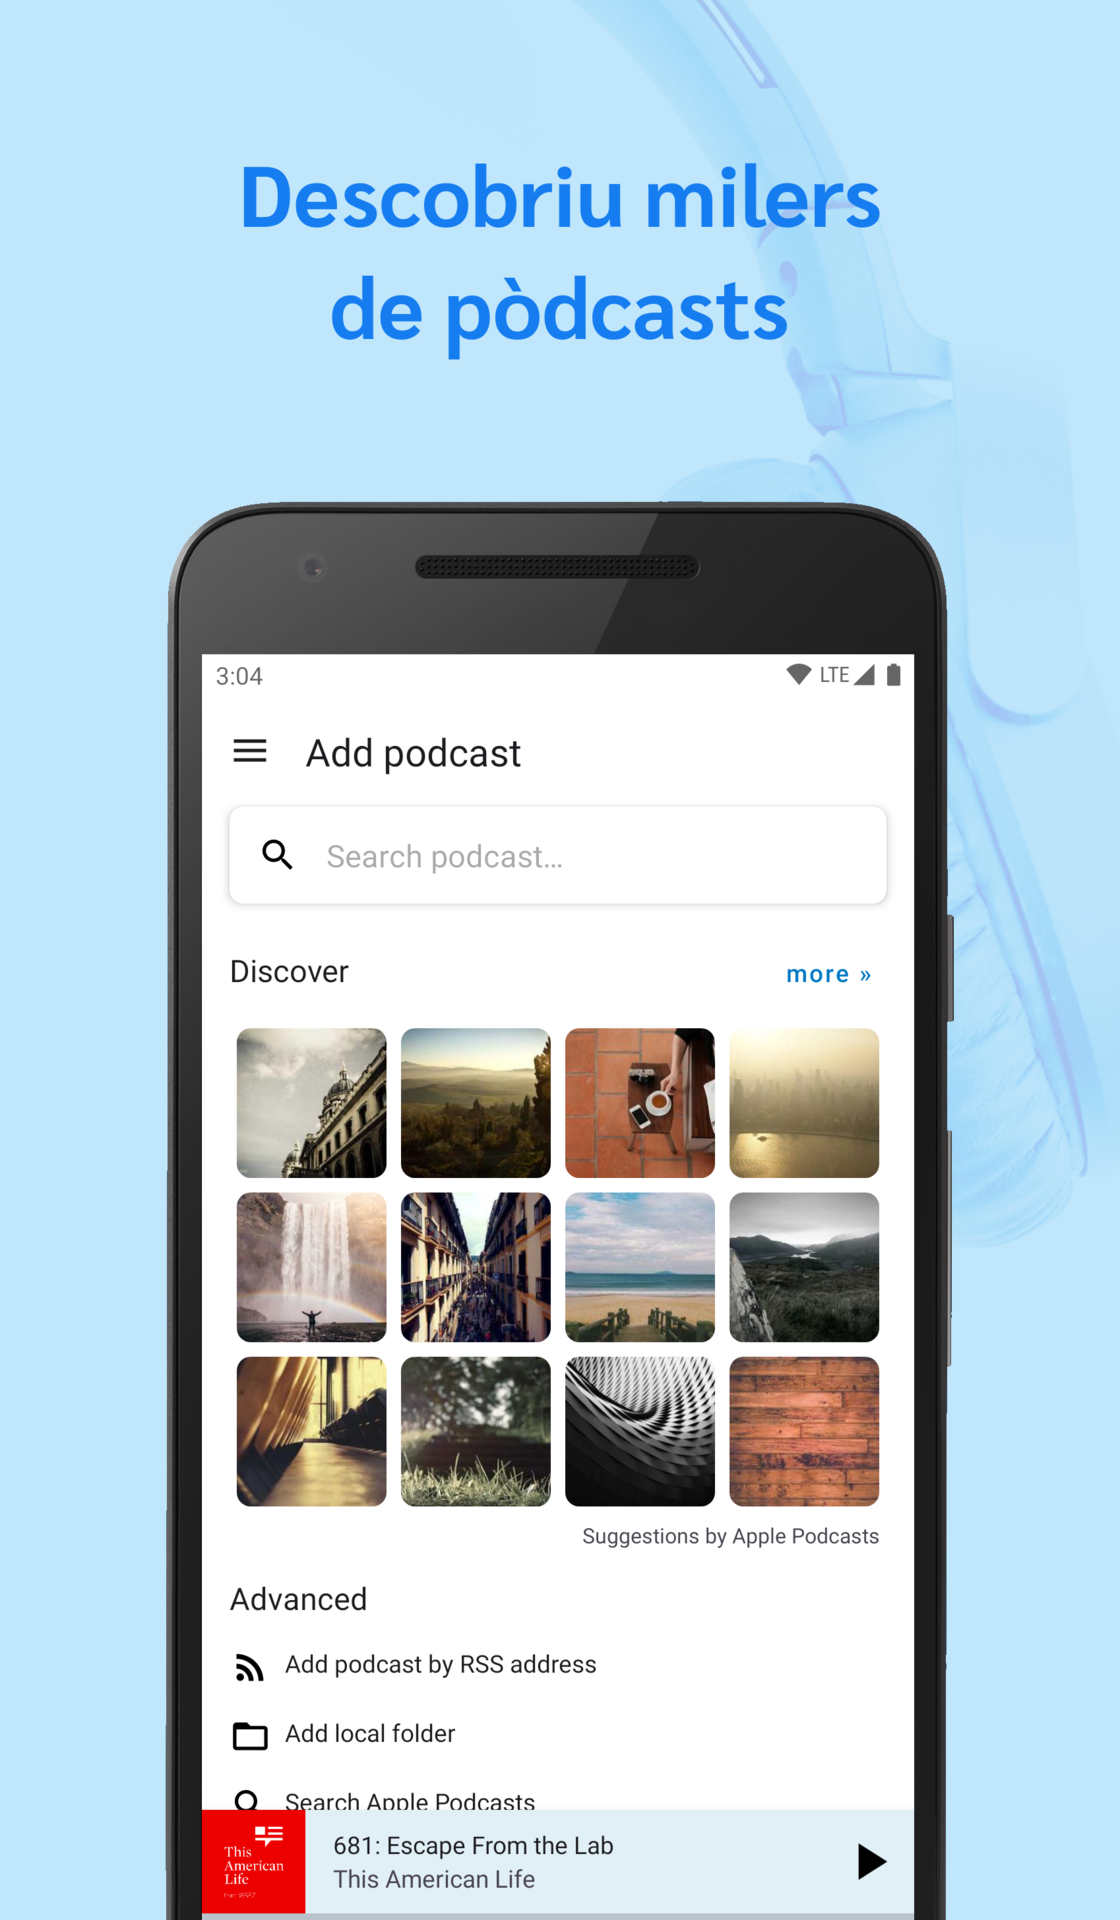 Descobriu milers
de pòdcasts
3:04
LTE
Add podcast
Search podcast…
Discover
more »
Suggestions by Apple Podcasts
Advanced
Add podcast by RSS address
Add local folder
Search Apple Podcasts
This
American
Life
681: Escape From the Lab
This American Life